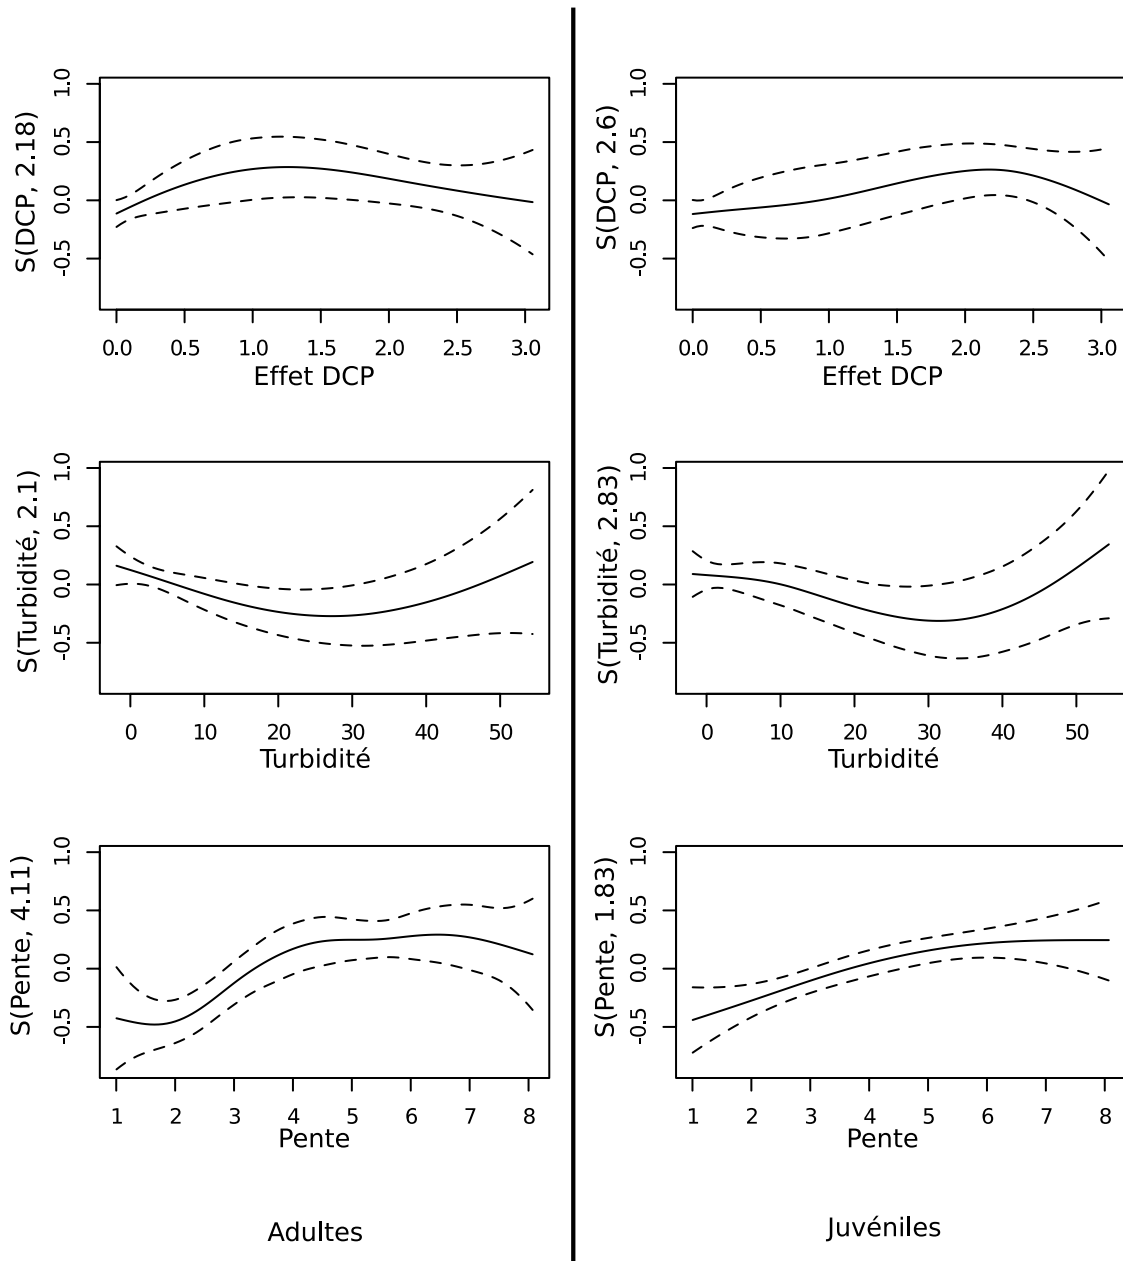 S(DCP, 2.18)
1.0
0.5
0.0
-0.5
0.0 0.5 1.0 1.5 2.0 2.5 3.0
Effet DCP
S(DCP, 2.6)
1.0
0.5
0.0
-0.5
0.0 0.5 1.0 1.5 2.0 2.5 3.0
Effet DCP
S(Turbidité, 2.1)
1.0
0.5
0.0
-0.5
0 10 20 30 40 50
Turbidité
S(Turbidité, 2.83)
1.0
0.5
0.0
-0.5
0 10 20 30 40 50
Turbidité
S(Pente, 4.11)
1.0
0.5
0.0
-0.5
1 2 3 4 5 6 7 8
Pente
S(Pente, 1.83)
1.0
0.5
0.0
-0.5
1 2 3 4 5 6 7 8
Pente
Adultes
Juvéniles